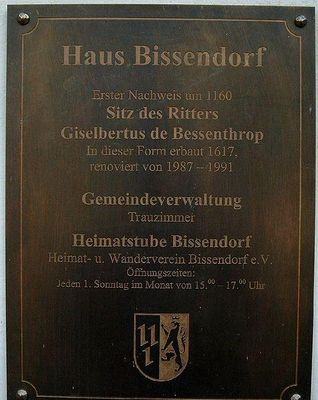 Haus Bissendorf
Erster Nachweis um 1160
Sitz des Ritters
Giselbertus de Bessenthrop
In dieser Form erbaut 1617,
renoviert von 1987 – 1991
Gemeindeverwaltung
Trauzimmer
Heimatstube Bissendorf
Heimat- u. Wanderverein Bissendorf e.V.
Öffnungszeiten:
Jeden 1. Sonntag im Monat von 15.00 – 17.00 Uhr